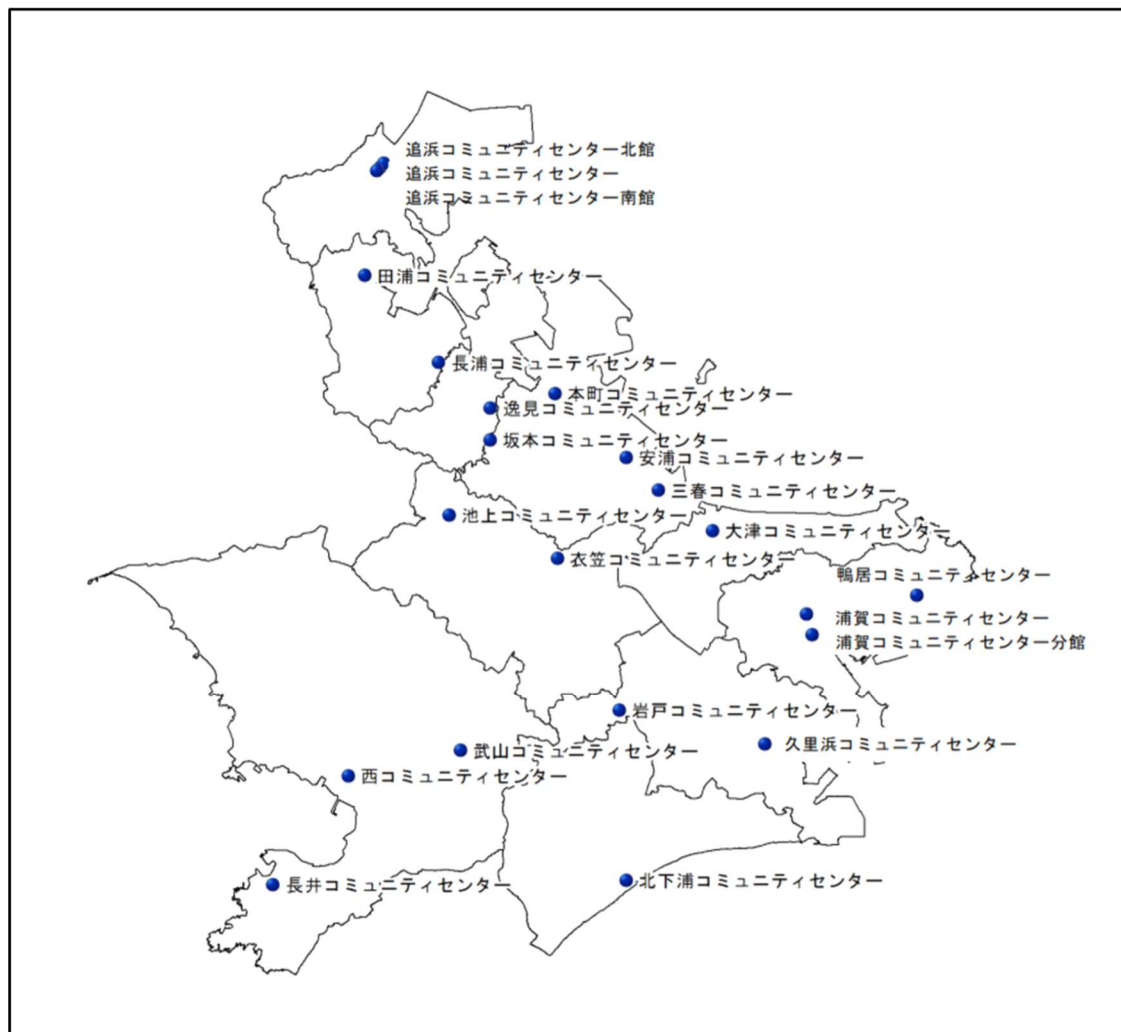 追浜コミュニティセンター北館
追浜コミュニティセンター
追浜コミュニティセンター南館
田浦コミュニティセンター
長浦コミュニティセンター
本町コミュニティセンター
逸見コミュニティセンター
坂本コミュニティセンター
安浦コミュニティセンター
三春コミュニティセンター
池上コミュニティセンター
大津コミュニティセンター
衣笠コミュニティセンター
鴨居コミュニティセンター
浦賀コミュニティセンター
浦賀コミュニティセンター分館
岩戸コミュニティセンター
久里浜コミュニティセンター
武山コミュニティセンター
西コミュニティセンター
長井コミュニティセンター
北下浦コミュニティセンター